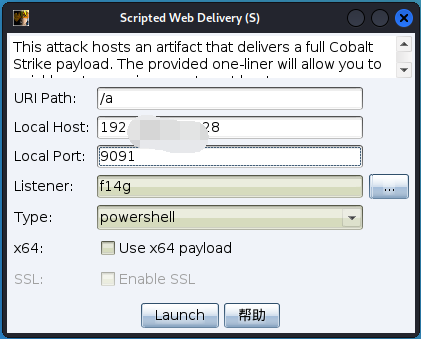 Scripted Web Delivery (S)
This attack hosts an artifact that delivers a full Cobalt
Strike payload. The provided one-liner will allow you to
URI Path: /a
Local Host: 192 28
Local Port: 9091
Listener: f14g ...
Type: powershell
x64: Use x64 payload
SSL: Enable SSL
Launch 帮助